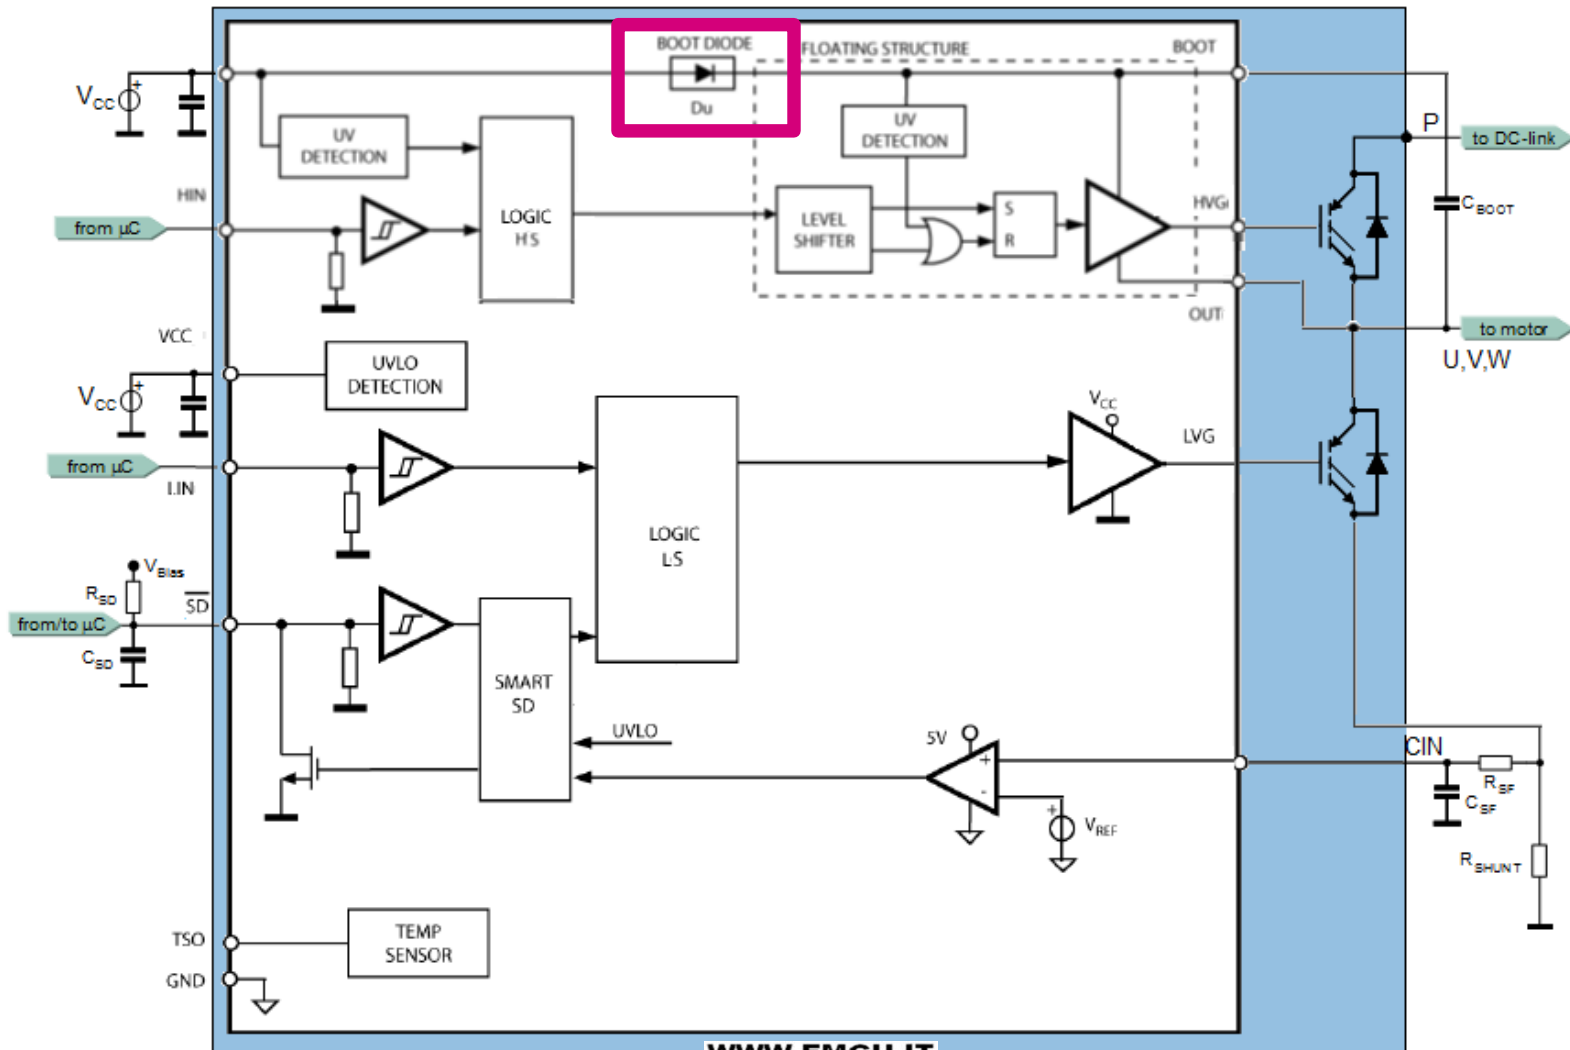 BOOT DIODE
FLOATING STRUCTURE
BOOT
VCC
Du
UV
DETECTION
UV
DETECTION
P
to DC-link
HIN
from µC
LOGIC
HS
LEVEL
SHIFTER
S
R
HVG
CBOOT
OUT
to motor
U,V,W
VCC
UVLO
DETECTION
VCC
from µC
LIN
VCC
LVG
LOGIC
LS
VBias
RSD
SD
from/to µC
CSD
SMART
SD
UVLO
5V
+
-
+
VREF
CIN
RSF
CSF
RSHUNT
TSO
TEMP
SENSOR
GND